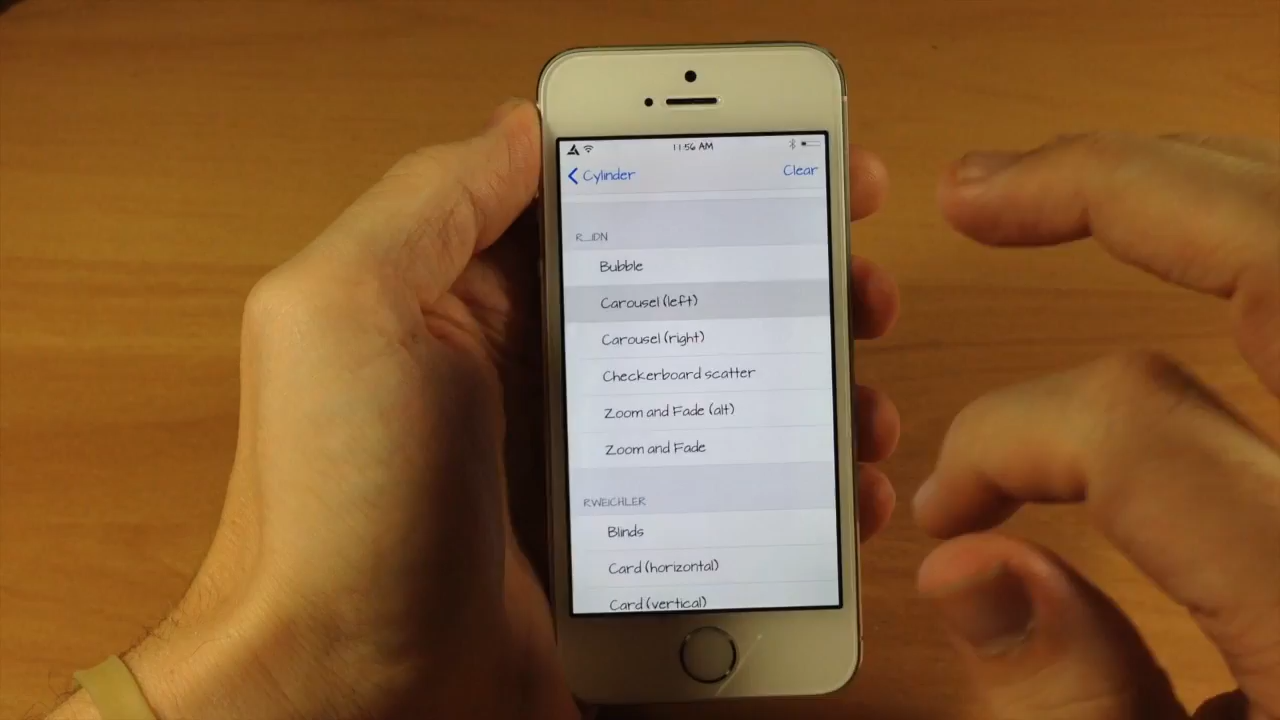 11:56 AM
Cylinder
Clear
R_IDN
Bubble
Carousel (left)
Carousel (right)
Checkerboard scatter
Zoom and Fade (alt)
Zoom and Fade
RWEICHLER
Blinds
Card (horizontal)
Card (vertical)